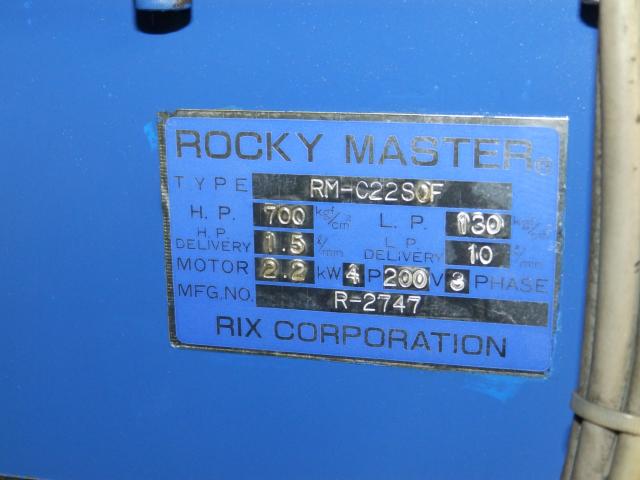 ROCKY MASTER®
TYPE RM-C22SOF
H.P. 700 kgf/cm² L.P. 130 kgf/cm²
H.P. DELIVERY 1.5 ℓ/min L.P. DELIVERY 10 ℓ/min
MOTOR 2.2 kW 4 P 200 V 3 PHASE
MFG.NO. R-2747
RIX CORPORATION